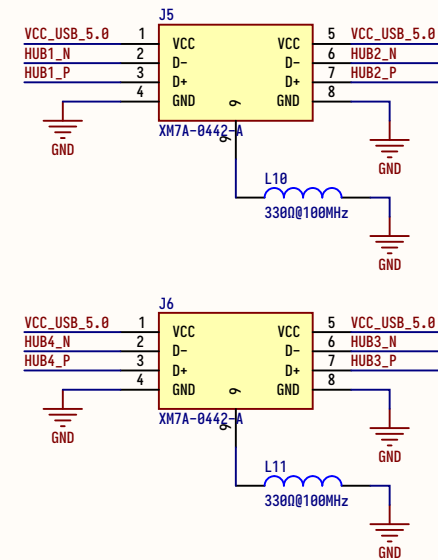 J5
VCC_USB_5.0 1 VCC VCC 5 VCC_USB_5.0
HUB1_N 2 D- D- 6 HUB2_N
HUB1_P 3 D+ D+ 7 HUB2_P
4 GND GND 8
9
GND
XM7A-0442-A
9
GND
L10
330Ω@100MHz
GND
J6
VCC_USB_5.0 1 VCC VCC 5 VCC_USB_5.0
HUB4_N 2 D- D- 6 HUB3_N
HUB4_P 3 D+ D+ 7 HUB3_P
4 GND GND 8
9
XM7A-0442-A
9
GND
GND
L11
330Ω@100MHz
GND